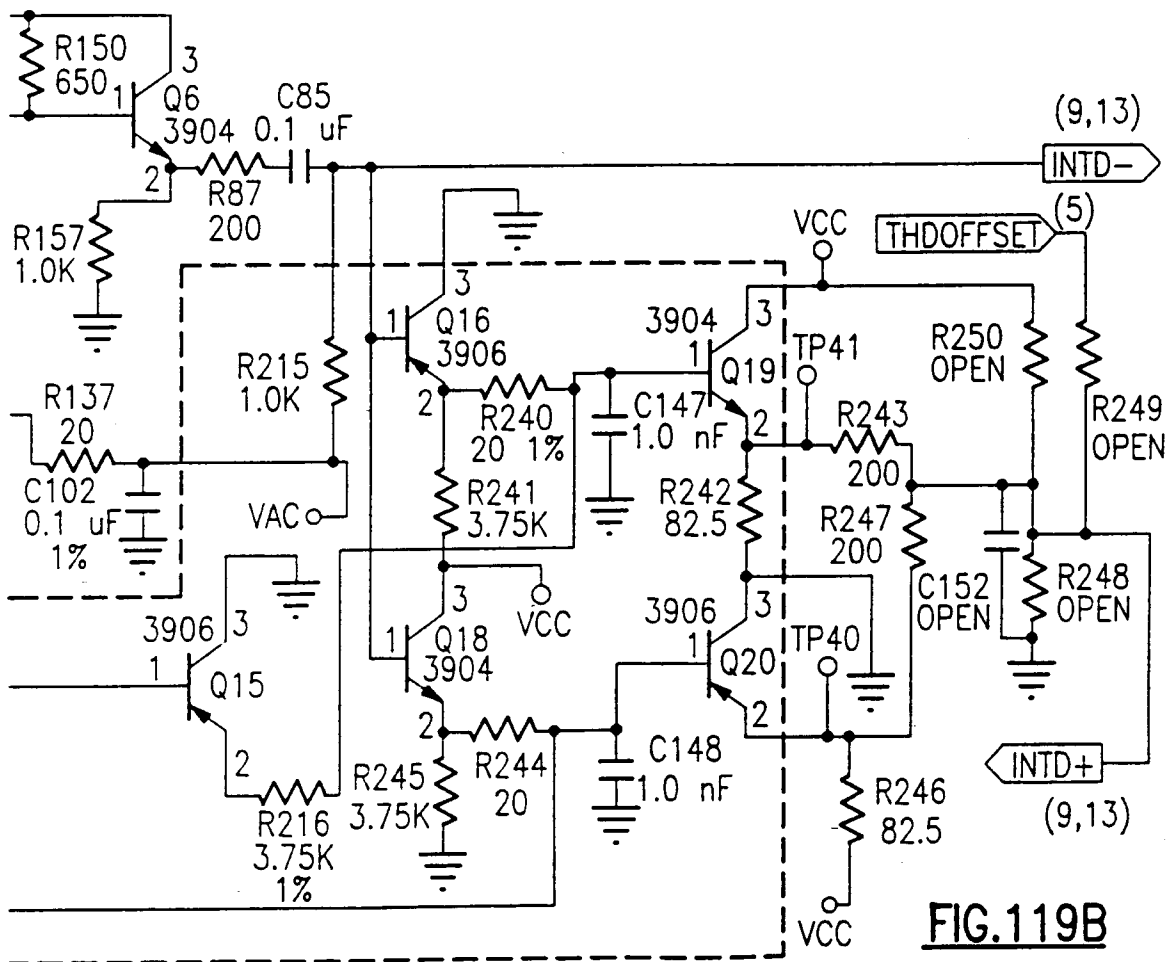 R150
650
3
1
Q6
3904
2
C85
0.1 uF
R87
200
R157
1.0K
(9,13)
INTD-
(5)
THDOFFSET
VCC
3
1
Q16
3906
2
R215
1.0K
R240
20 1%
3904
3
1
Q19
2
TP41
R250
OPEN
R249
OPEN
C147
1.0 nF
R243
200
R137
20
C102
0.1 uF
1%
VAC
R241
3.75K
R242
82.5
R247
200
C152
OPEN
R248
OPEN
VCC
3906
3
1
Q15
2
3
Q18
3904
1
2
3906
3
1
Q20
2
TP40
R216
3.75K
1%
R245
3.75K
R244
20
C148
1.0 nF
R246
82.5
VCC
INTD+
(9,13)
FIG.119B